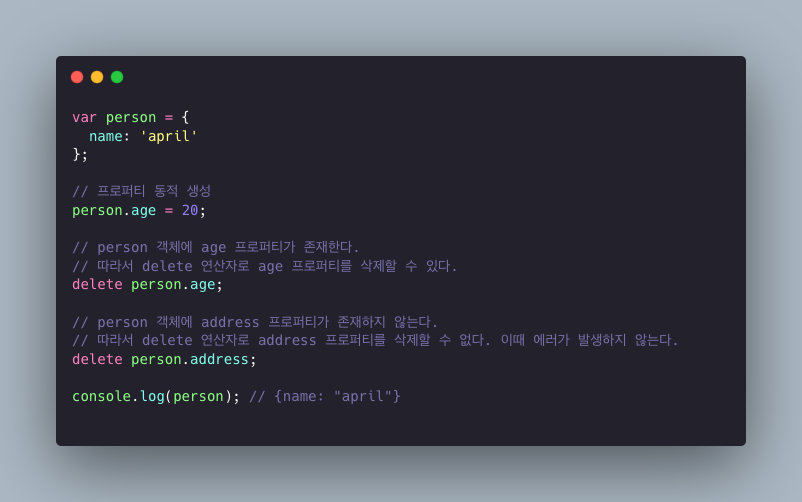 var person = {
  name: 'april'
};

// 프로퍼티 동적 생성
person.age = 20;

// person 객체에 age 프로퍼티가 존재한다.
// 따라서 delete 연산자로 age 프로퍼티를 삭제할 수 있다.
delete person.age;

// person 객체에 address 프로퍼티가 존재하지 않는다.
// 따라서 delete 연산자로 address 프로퍼티를 삭제할 수 없다. 이때 에러가 발생하지 않는다.
delete person.address;

console.log(person); // {name: "april"}